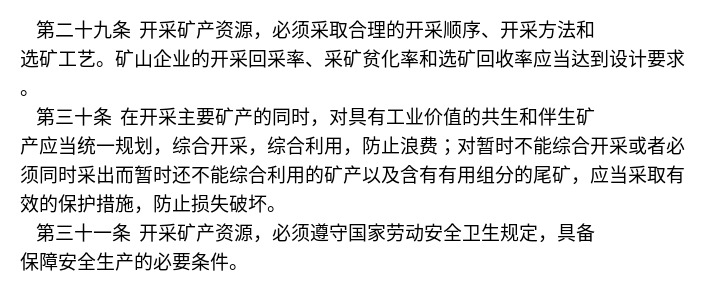 第二十九条 开采矿产资源，必须采取合理的开采顺序、开采方法和
选矿工艺。矿山企业的开采回采率、采矿贫化率和选矿回收率应当达到设计要求
。
第三十条 在开采主要矿产的同时，对具有工业价值的共生和伴生矿
产应当统一规划，综合开采，综合利用，防止浪费；对暂时不能综合开采或者必
须同时采出而暂时还不能综合利用的矿产以及含有有用组分的尾矿，应当采取有
效的保护措施，防止损失破坏。
第三十一条 开采矿产资源，必须遵守国家劳动安全卫生规定，具备
保障安全生产的必要条件。